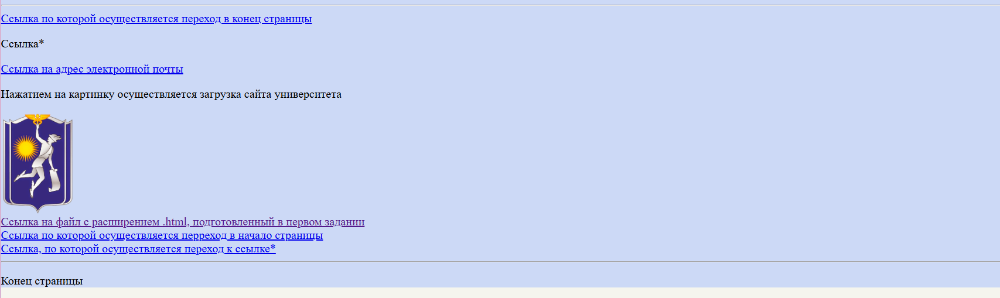 Ссылка по которой осуществляется переход в конец страницы
Ссылка*
Ссылка на адрес электронной почты
Нажатием на картинку осуществляется загрузка сайта университета
Ссылка на файл с расширением .html, подготовленный в первом задании
Ссылка по которой осуществляется перреход в начало страницы
Ссылка, по которой осуществляется переход к ссылке*
Конец страницы